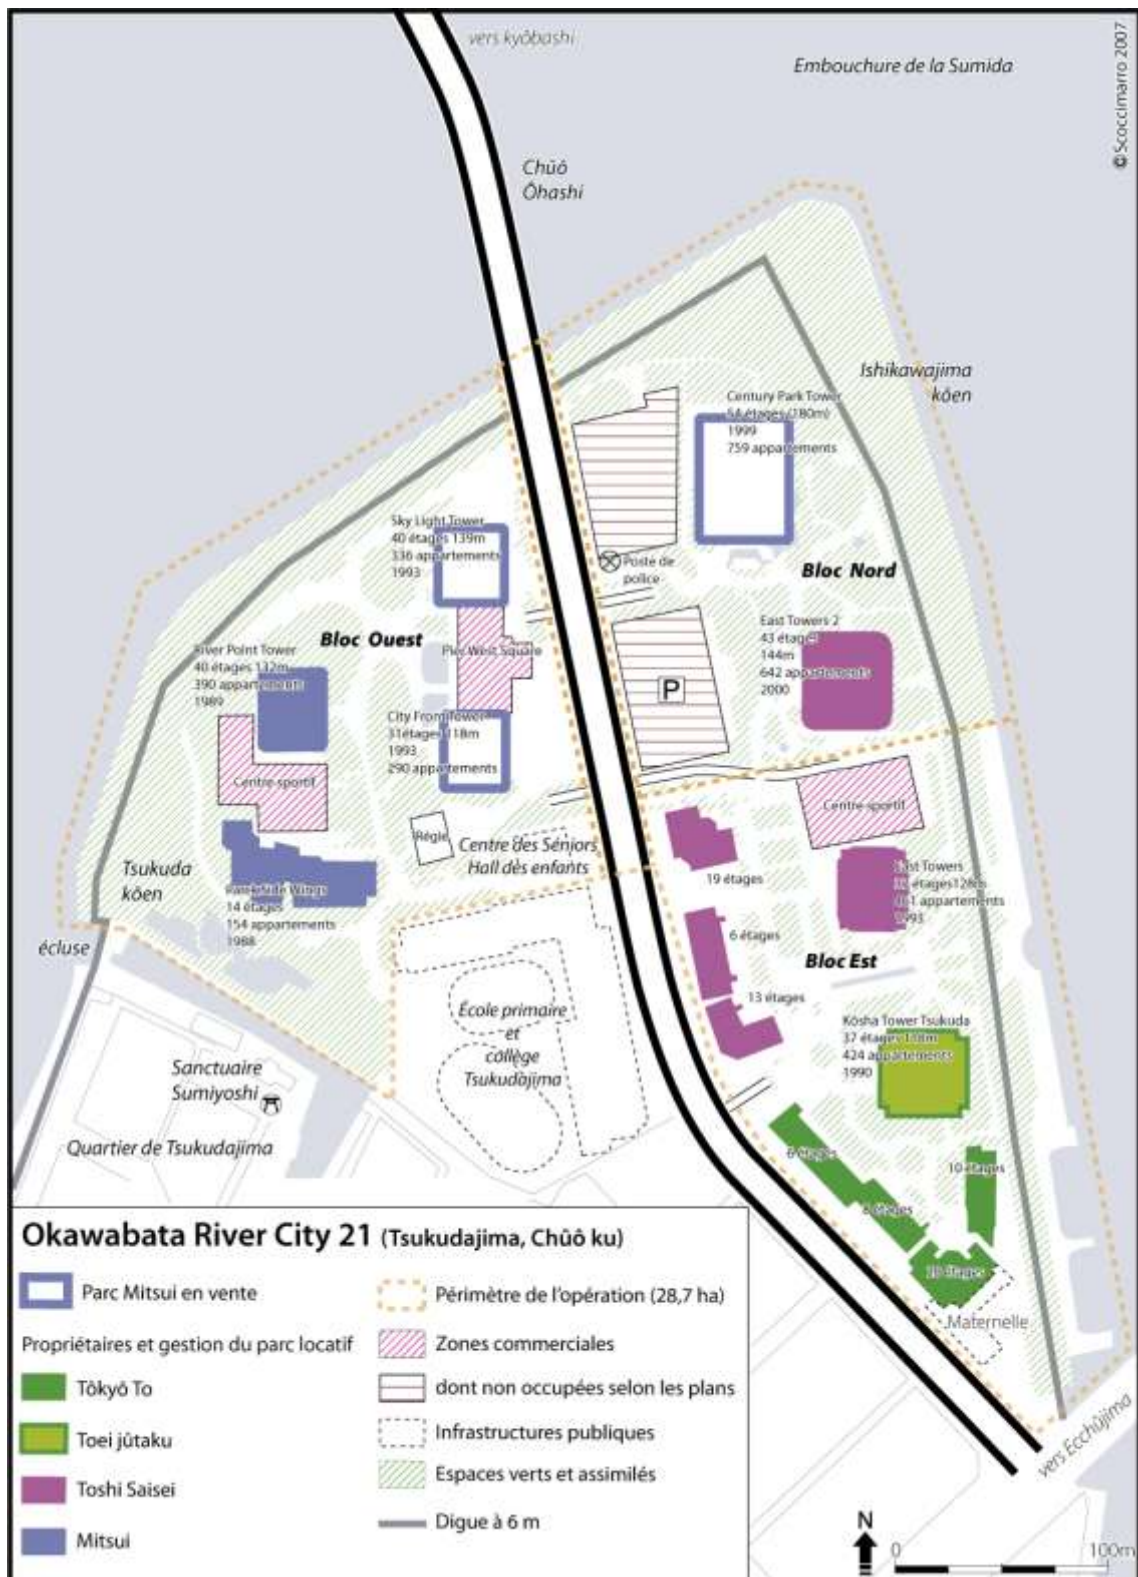 vers kyôbashi
Embouchure de la Sumida
©Scoccimarro 2007
Chûô
Ôhashi
Ishikawajima
kôen
Century Park Tower
54 étages (180m)
1999
759 appartements
Sky Light Tower
40 étages 139m
336 appartements
1993
Poste de
police
Bloc Nord
East Towers 2
43 étages
144m
642 appartements
2000
Bloc Ouest
Pier West Square
River Point Tower
40 étages 132m
390 appartements
1989
P
City Front Tower
31étages 118m
1993
290 appartements
Centre sportif
Centre sportif
Régie
Centre des Séniors
Hall dès enfants
Tsukuda
kôen
Park Side Wings
14 étages
154 appartements
1988
19 étages
East Towers
appartements
1993
écluse
6 étages
Bloc Est
13 étages
École primaire
et
collège
Tsukudajima
Kôsha Tower Tsukuda
37 étages
424 appartements
1990
Sanctuaire
Sumiyoshi
Quartier de Tsukudajima
étages
10 étages
étages
étages
Maternelle
vers Ecchûjima
Okawabata River City 21 (Tsukudajima, Chûô ku)
Parc Mitsui en vente
Propriétaires et gestion du parc locatif
Tôkyô To
Toei jûtaku
Toshi Saisei
Mitsui
Périmètre de l'opération (28,7 ha)
Zones commerciales
dont non occupées selon les plans
Infrastructures publiques
Espaces verts et assimilés
Digue à 6 m
N
0
100m